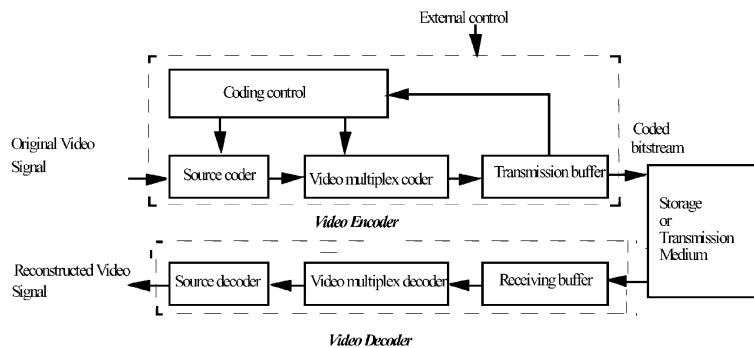 External control
Coding control
Original Video
Signal
Coded
bitstream
Source coder
Video multiplex coder
Transmission buffer
Video Encoder
Storage
or
Transmission
Medium
Reconstructed Video
Signal
Source decoder
Video multiplex decoder
Receiving buffer
Video Decoder